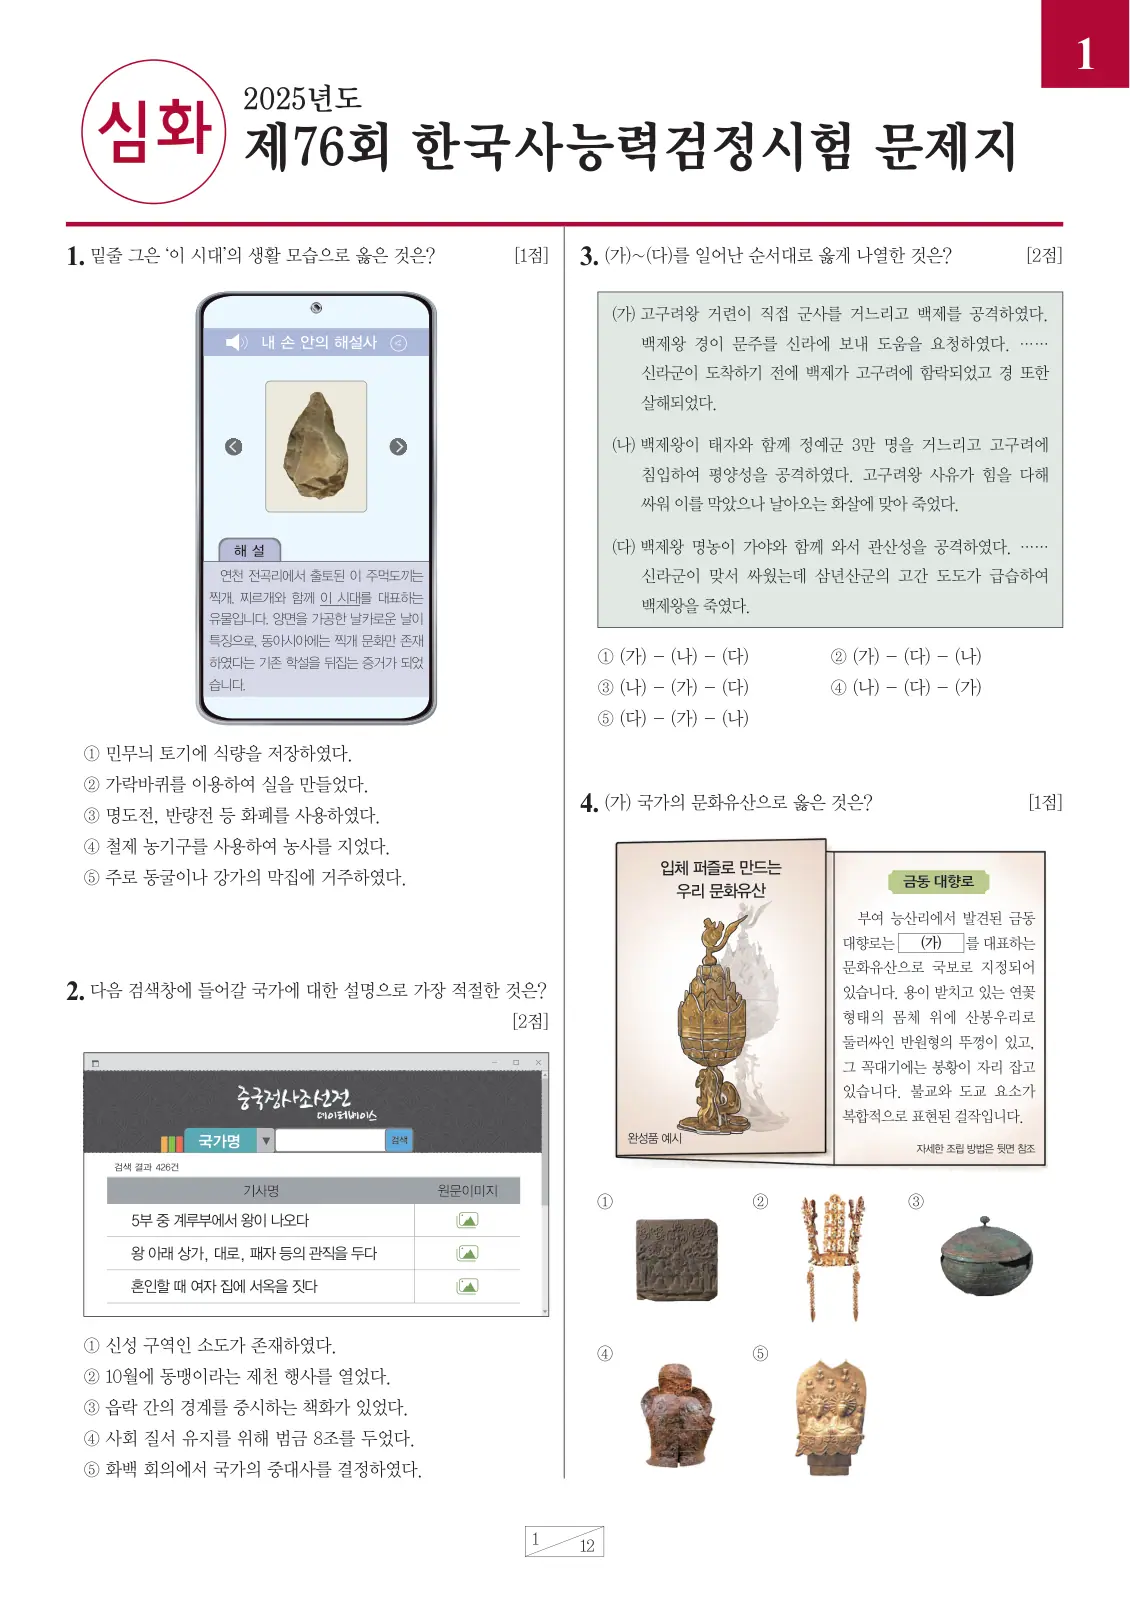 1
심화
2025년도
제76회 한국사능력검정시험 문제지
1. 밑줄 그은 ‘이 시대’의 생활 모습으로 옳은 것은? [1점]
내 손 안의 해설사
해 설
연천 전곡리에서 출토된 이 주먹도끼는
찍개, 찌르개와 함께 이 시대를 대표하는
유물입니다. 양면을 가공한 날카로운 날이
특징으로, 동아시아에는 찍개 문화만 존재
하였다는 기존 학설을 뒤집는 증거가 되었
습니다.
① 민무늬 토기에 식량을 저장하였다.
② 가락바퀴를 이용하여 실을 만들었다.
③ 명도전, 반량전 등 화폐를 사용하였다.
④ 철제 농기구를 사용하여 농사를 지었다.
⑤ 주로 동굴이나 강가의 막집에 거주하였다.
2. 다음 검색창에 들어갈 국가에 대한 설명으로 가장 적절한 것은?
[2점]
중국정사조선전
데이터베이스
국가명 ▼ 검색
검색 결과 426건
기사명 원문이미지
5부 중 계루부에서 왕이 나오다
왕 아래 상가, 대로, 패자 등의 관직을 두다
혼인할 때 여자 집에 서옥을 짓다
① 신성 구역인 소도가 존재하였다.
② 10월에 동맹이라는 제천 행사를 열었다.
③ 읍락 간의 경계를 중시하는 책화가 있었다.
④ 사회 질서 유지를 위해 범금 8조를 두었다.
⑤ 화백 회의에서 국가의 중대사를 결정하였다.
3. (가)~(다)를 일어난 순서대로 옳게 나열한 것은? [2점]
(가) 고구려왕 거련이 직접 군사를 거느리고 백제를 공격하였다.
백제왕 경이 문주를 신라에 보내 도움을 요청하였다. ……
신라군이 도착하기 전에 백제가 고구려에 함락되었고 경 또한
살해되었다.
(나) 백제왕이 태자와 함께 정예군 3만 명을 거느리고 고구려에
침입하여 평양성을 공격하였다. 고구려왕 사유가 힘을 다해
싸워 이를 막았으나 날아오는 화살에 맞아 죽었다.
(다) 백제왕 명농이 가야와 함께 와서 관산성을 공격하였다. ……
신라군이 맞서 싸웠는데 삼년산군의 고간 도도가 급습하여
백제왕을 죽였다.
① (가) - (나) - (다) ② (가) - (다) - (나)
③ (나) - (가) - (다) ④ (나) - (다) - (가)
⑤ (다) - (가) - (나)
4. (가) 국가의 문화유산으로 옳은 것은? [1점]
입체 퍼즐로 만드는
우리 문화유산
완성품 예시
금동 대향로
부여 능산리에서 발견된 금동
대향로는 (가) 를 대표하는
문화유산으로 국보로 지정되어
있습니다. 용이 받치고 있는 연꽃
형태의 몸체 위에 산봉우리로
둘러싸인 반원형의 뚜껑이 있고,
그 꼭대기에는 봉황이 자리 잡고
있습니다. 불교와 도교 요소가
복합적으로 표현된 걸작입니다.
자세한 조립 방법은 뒷면 참조
① ② ③
④ ⑤
1
12